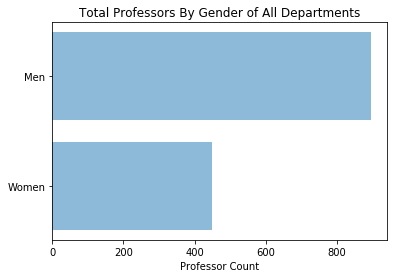 Total Professors By Gender of All Departments
Men
Women
0 200 400 600 800
Professor Count